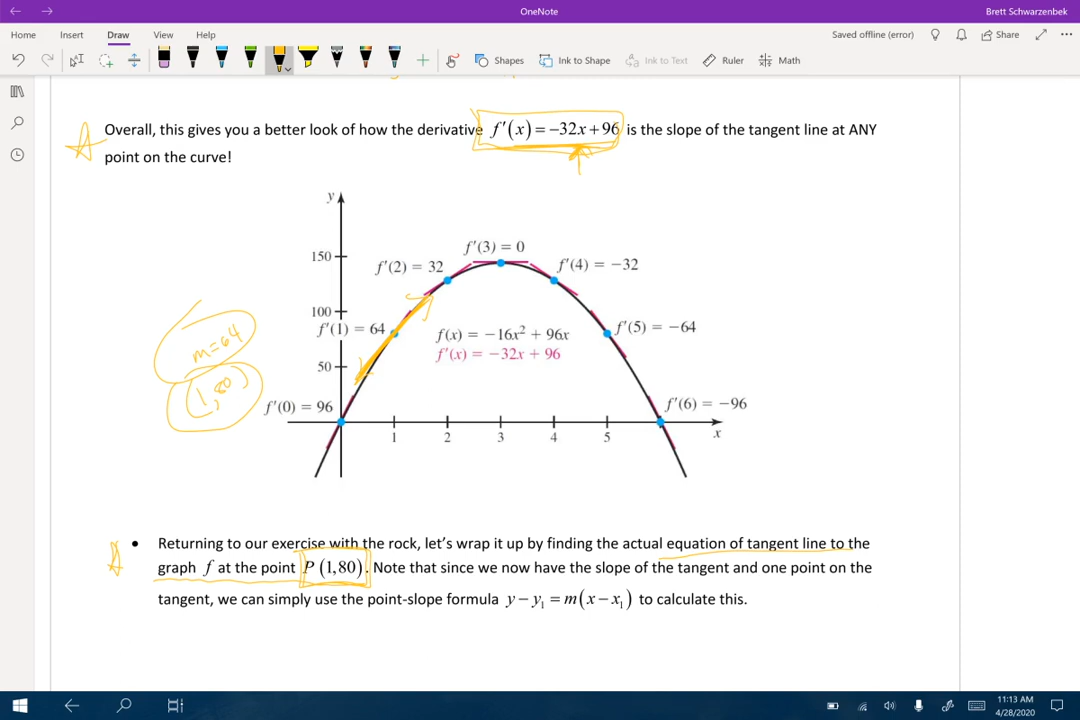 OneNote
Brett Schwarzenbek
Home Insert Draw View Help
Saved offline (error)
Share
Shapes
Ink to Shape
Ink to Text
Ruler
Math
Overall, this gives you a better look of how the derivative f′(x) = −32x + 96 is the slope of the tangent line at ANY
point on the curve!
y
150
100
50
f′(3) = 0
f′(2) = 32
f′(4) = −32
f′(1) = 64
f′(5) = −64
f(x) = −16x² + 96x
f′(x) = −32x + 96
m=64
(1,80)
f′(0) = 96
f′(6) = −96
1 2 3 4 5
x
• Returning to our exercise with the rock, let’s wrap it up by finding the actual equation of tangent line to the
graph f at the point P(1,80). Note that since we now have the slope of the tangent and one point on the
tangent, we can simply use the point-slope formula y − y₁ = m(x − x₁) to calculate this.
11:13 AM
4/28/2020